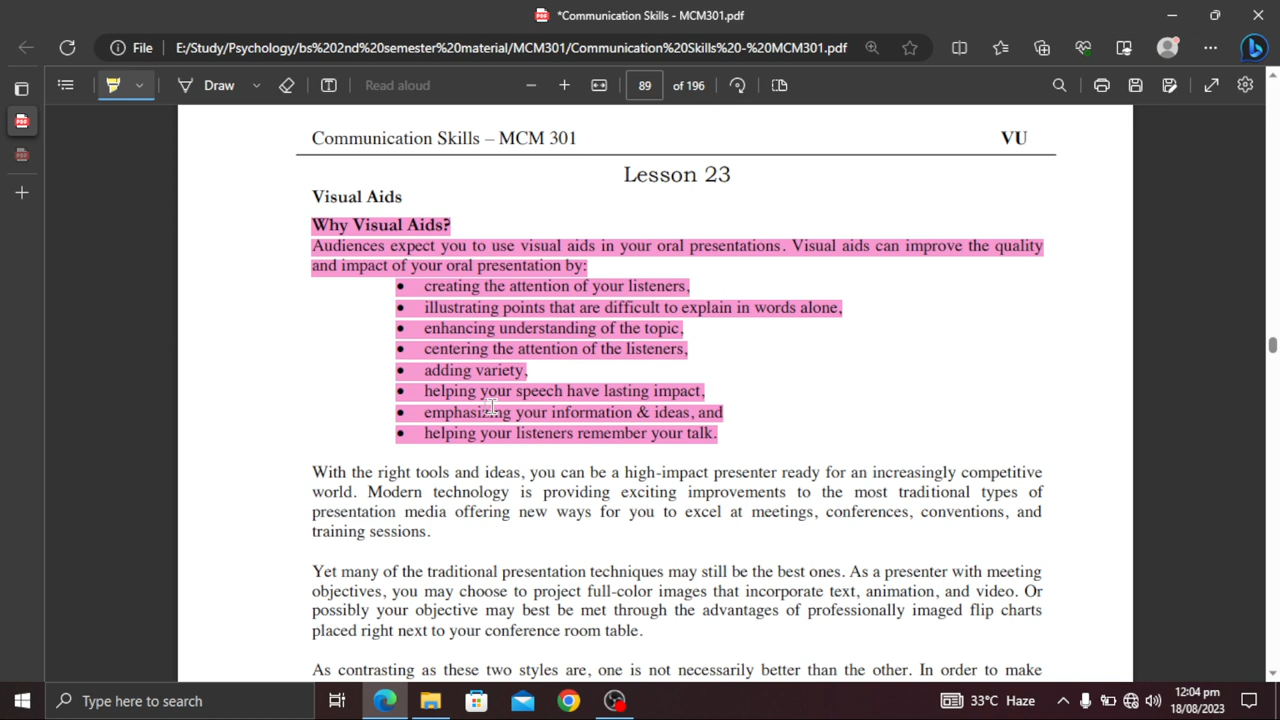 *Communication Skills - MCM301.pdf
File
E:/Study/Psychology/bs%202nd%20semester%20material/MCM301/Communication%20Skills%20-%20MCM301.pdf
Draw
Read aloud
89 of 196
Communication Skills – MCM 301 VU
Lesson 23
Visual Aids
Why Visual Aids?
Audiences expect you to use visual aids in your oral presentations. Visual aids can improve the quality
and impact of your oral presentation by:
• creating the attention of your listeners,
• illustrating points that are difficult to explain in words alone,
• enhancing understanding of the topic,
• centering the attention of the listeners,
• adding variety,
• helping your speech have lasting impact,
• emphasizing your information & ideas, and
• helping your listeners remember your talk.
With the right tools and ideas, you can be a high-impact presenter ready for an increasingly competitive
world. Modern technology is providing exciting improvements to the most traditional types of
presentation media offering new ways for you to excel at meetings, conferences, conventions, and
training sessions.
Yet many of the traditional presentation techniques may still be the best ones. As a presenter with meeting
objectives, you may choose to project full-color images that incorporate text, animation, and video. Or
possibly your objective may best be met through the advantages of professionally imaged flip charts
placed right next to your conference room table.
As contrasting as these two styles are, one is not necessarily better than the other. In order to make
Type here to search
33°C Haze
12:04 pm
18/08/2023